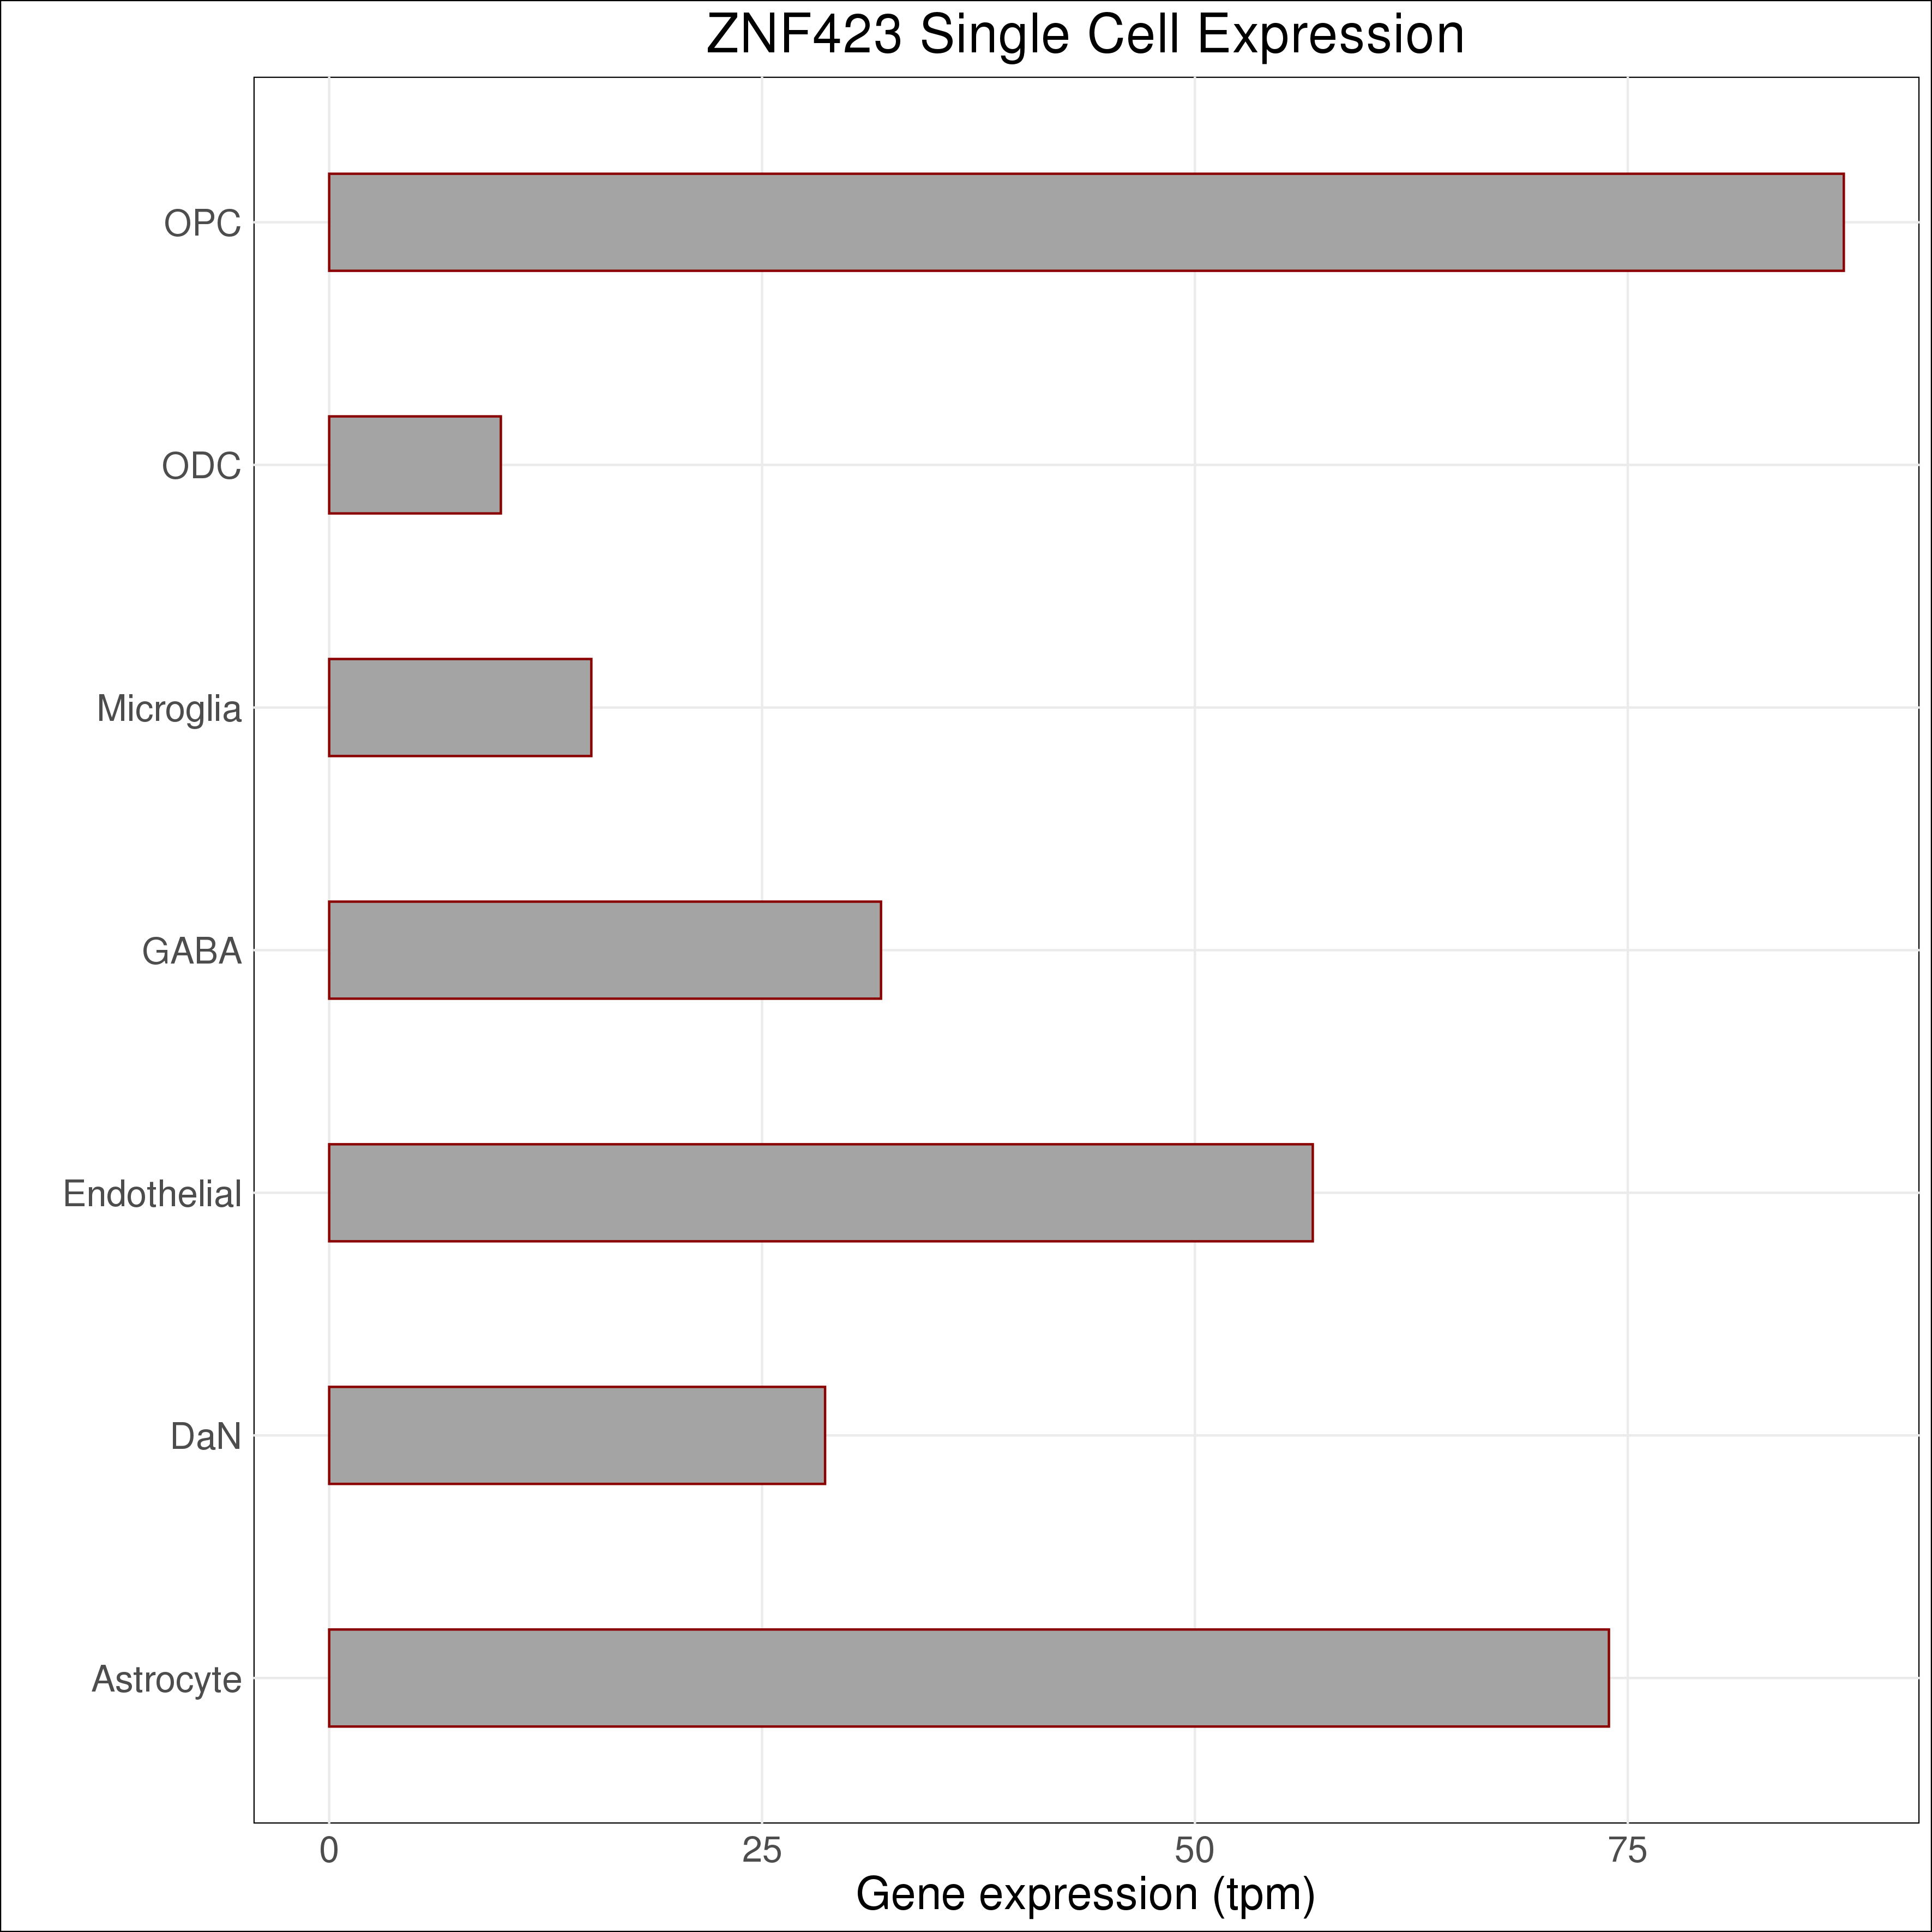 ZNF423 Single Cell Expression
OPC
ODC
Microglia
GABA
Endothelial
DaN
Astrocyte
0 25 50 75
Gene expression (tpm)